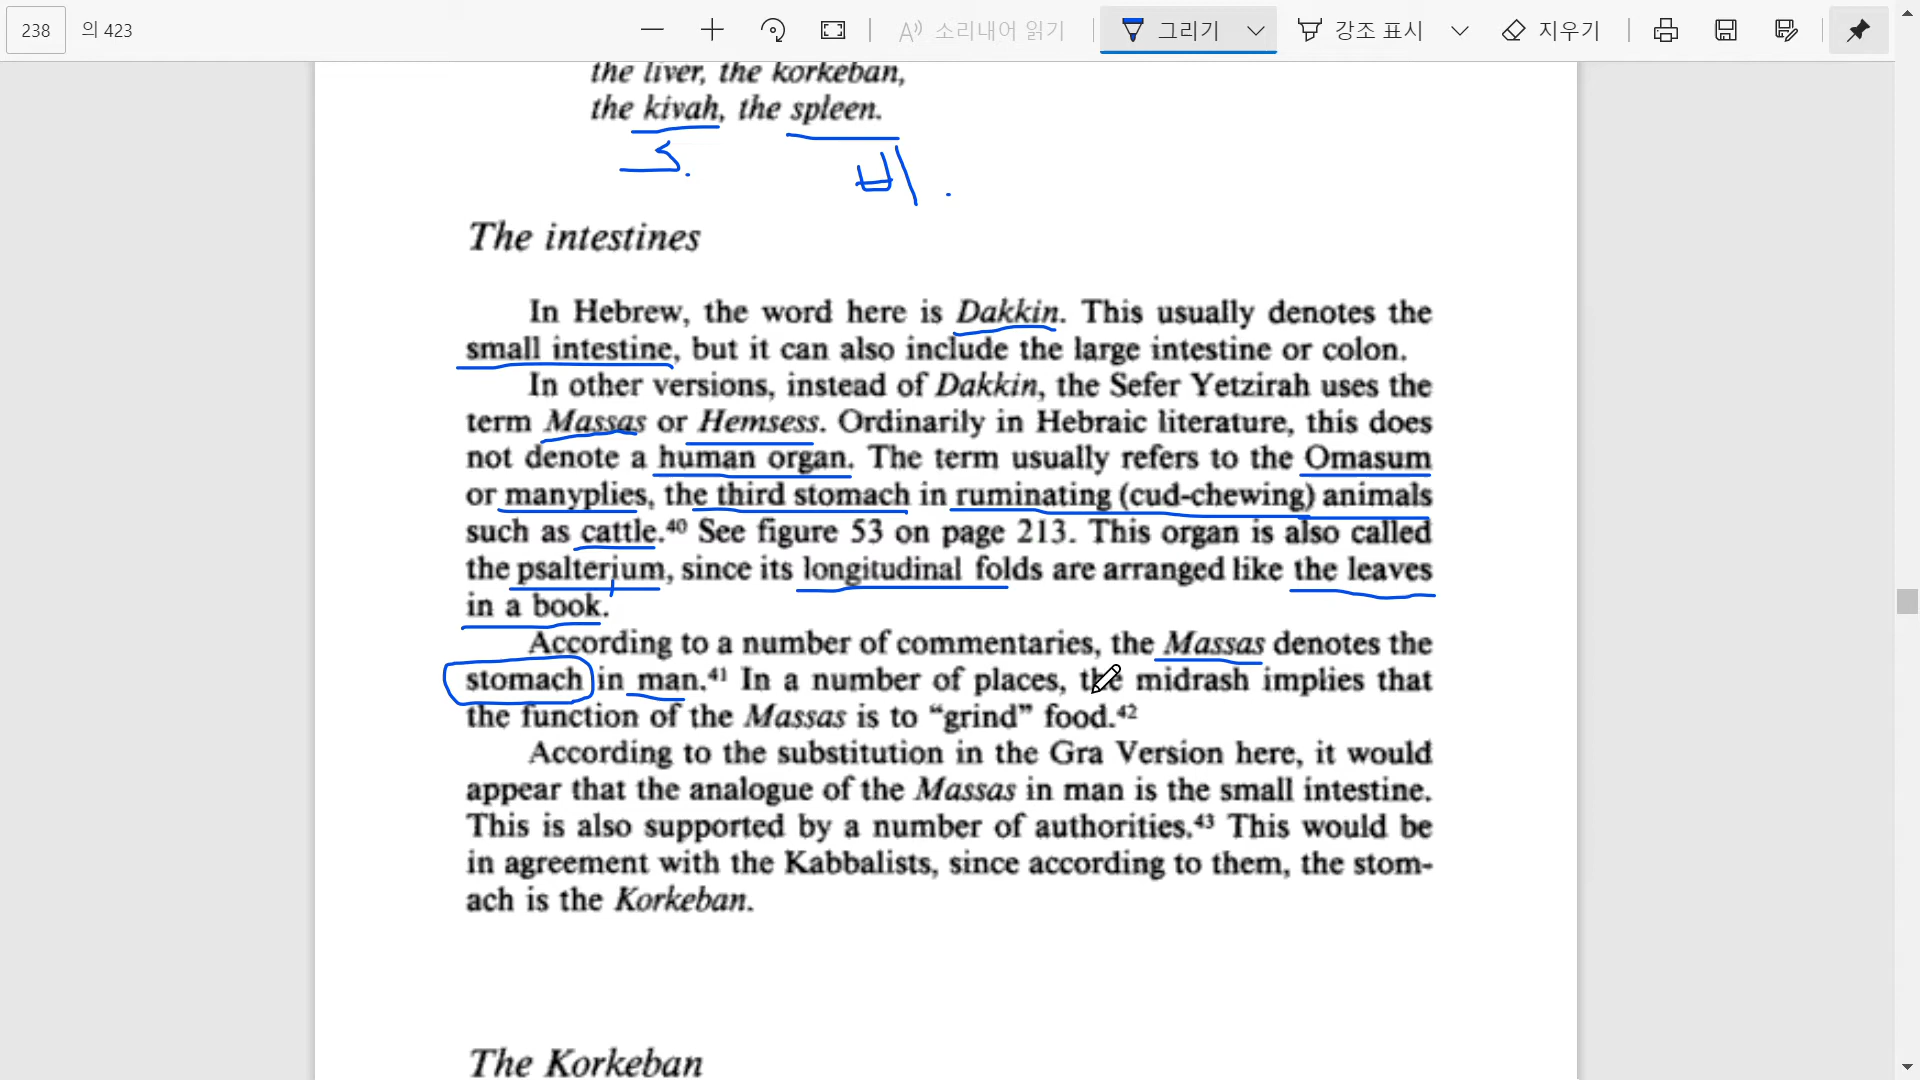 238 의 423 소리내어 읽기 그리기 강조 표시 지우기
the liver, the korkeban,
the kivah, the spleen.
비.
The intestines
In Hebrew, the word here is Dakkin. This usually denotes the
small intestine, but it can also include the large intestine or colon.
In other versions, instead of Dakkin, the Sefer Yetzirah uses the
term Massas or Hemsess. Ordinarily in Hebraic literature, this does
not denote a human organ. The term usually refers to the Omasum
or manyplies, the third stomach in ruminating (cud-chewing) animals
such as cattle.⁴⁰ See figure 53 on page 213. This organ is also called
the psalterium, since its longitudinal folds are arranged like the leaves
in a book.
According to a number of commentaries, the Massas denotes the
stomach in man.⁴¹ In a number of places, the midrash implies that
the function of the Massas is to “grind” food.⁴²
According to the substitution in the Gra Version here, it would
appear that the analogue of the Massas in man is the small intestine.
This is also supported by a number of authorities.⁴³ This would be
in agreement with the Kabbalists, since according to them, the stom-
ach is the Korkeban.
The Korkeban